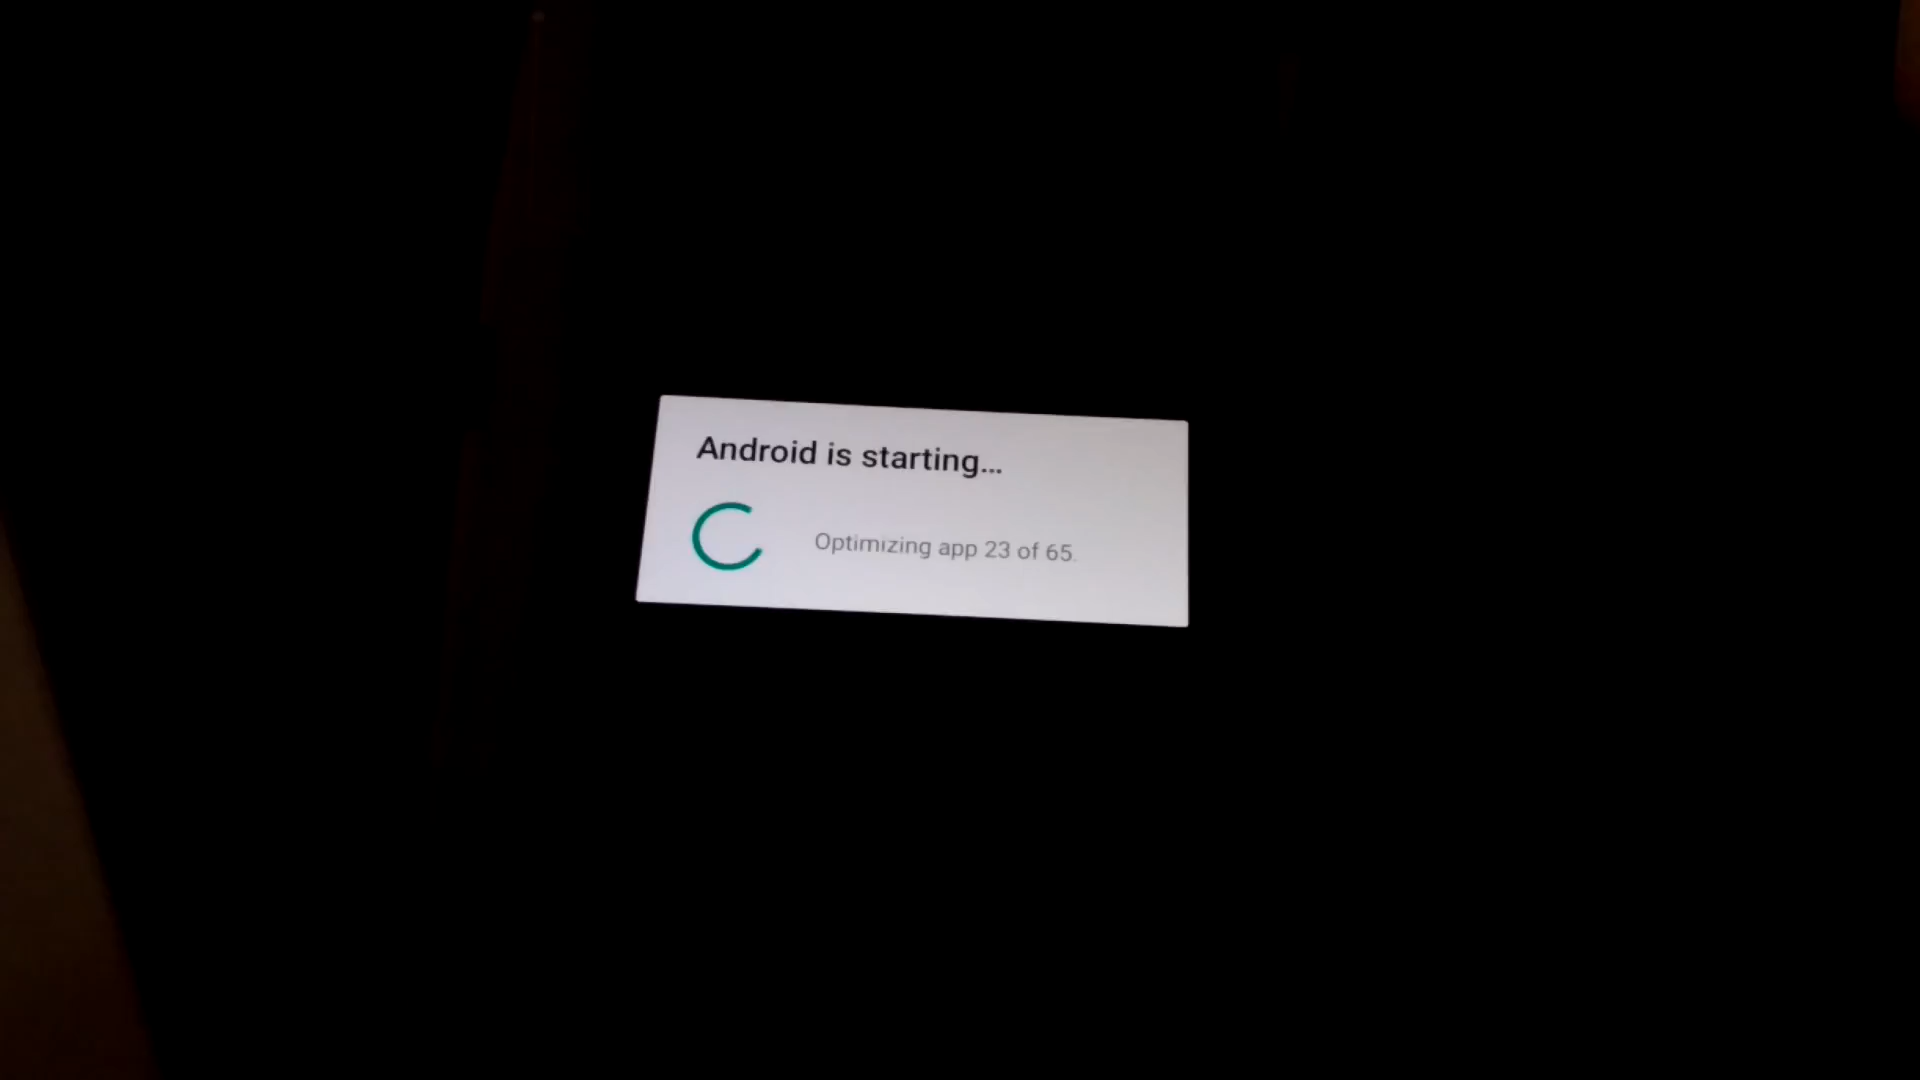 Android is starting…
Optimizing app 23 of 65.